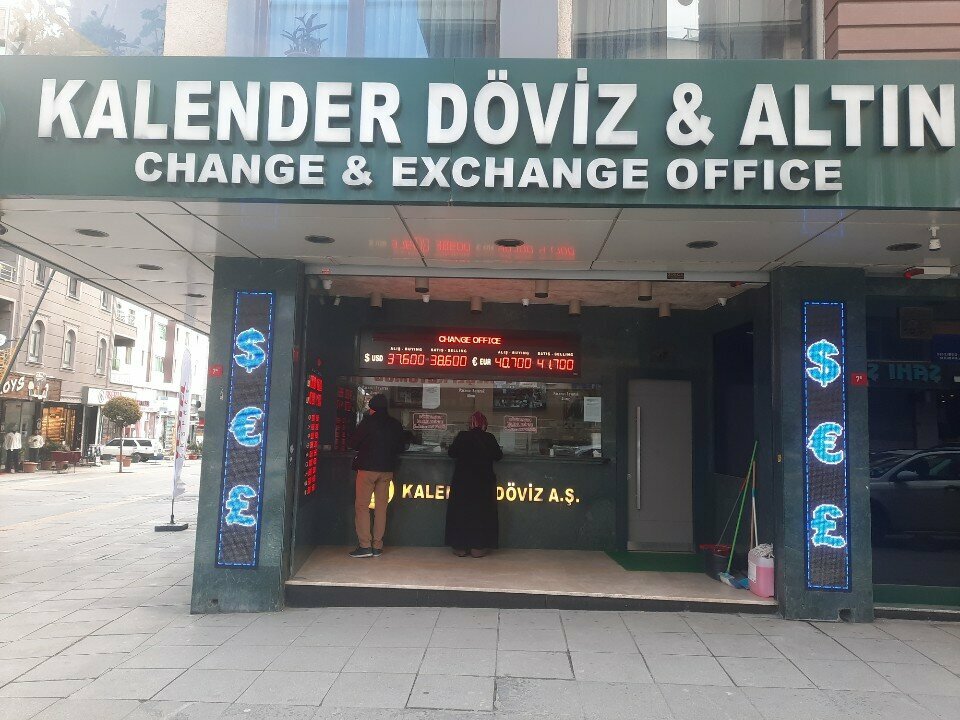 KALENDER DÖVİZ & ALTIN
CHANGE & EXCHANGE OFFICE
CHANGE OFFICE
ALIŞ - BUYING SATIŞ - SELLING ALIŞ - BUYING SATIŞ - SELLING
$ USD 37.600 38.600 € EUR 40.700 41.700
$
€
£
$
€
£
DÖVİZ A.Ş.